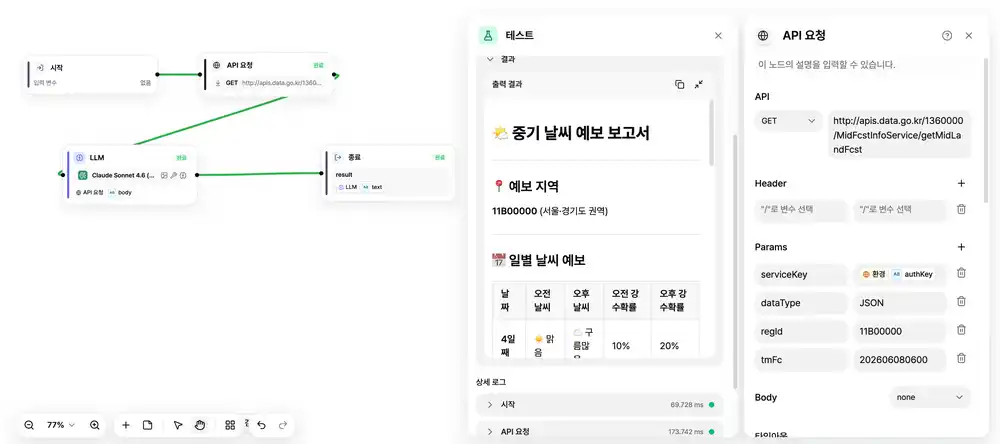 시작
입력 변수 없음
API 요청 완료
GET http://apis.data.go.kr/1360...
LLM 완료
Claude Sonnet 4.6 (...
API 요청 body
종료 완료
result
LLM text
77%
테스트
결과
출력 결과
중기 날씨 예보 보고서
예보 지역
11B00000 (서울·경기도 권역)
일별 날씨 예보
날짜 오전 날씨 오후 날씨 오전 강수확률 오후 강수확률
4일째 맑음 구름많음 10% 20%
상세 로그
시작 69.728 ms
API 요청 173.742 ms
API 요청
이 노드의 설명을 입력할 수 있습니다.
API
GET
http://apis.data.go.kr/1360000
/MidFcstInfoService/getMidLa
ndFcst
Header
"/"로 변수 선택 "/"로 변수 선택
Params
serviceKey 환경 authKey
dataType JSON
regId 11B00000
tmFc 202606080600
Body none
타임아웃